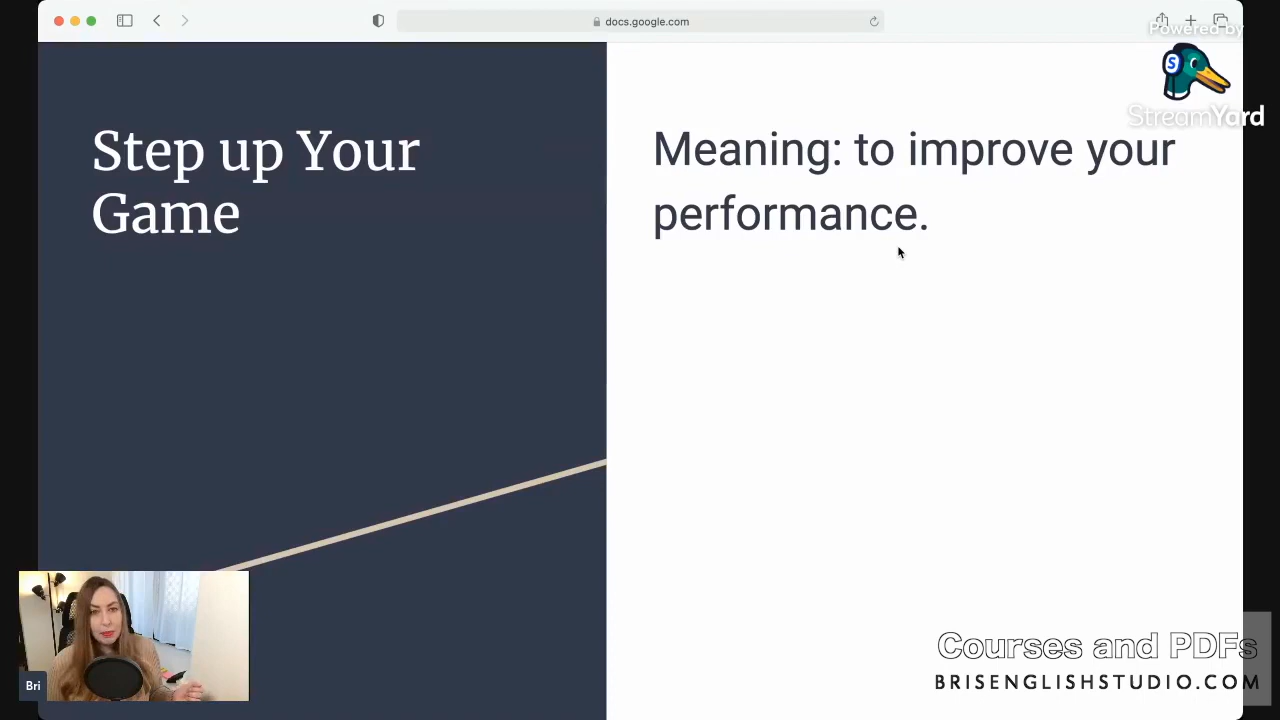 docs.google.com
Powered by
StreamYard
Step up Your
Game
Meaning: to improve your
performance.
Bri
Courses and PDFs
BRISENGLISHSTUDIO.COM